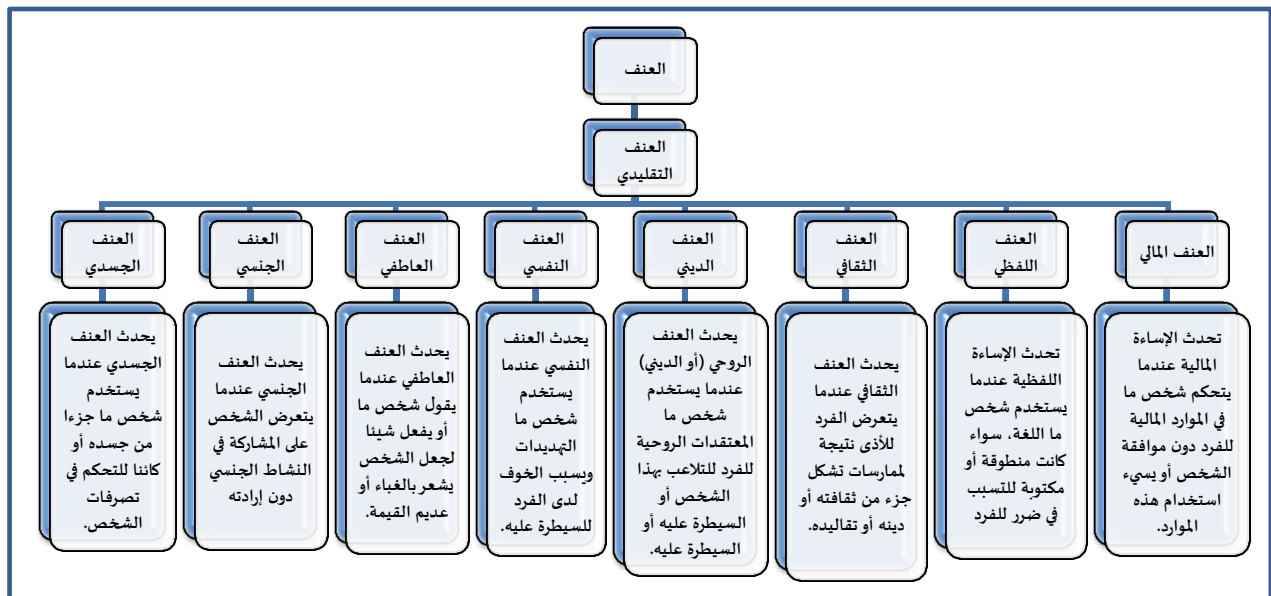 العنف
العنف
التقليدي
العنف المالي
العنف
اللفظي
العنف
الثقافي
العنف
الديني
العنف
النفسي
العنف
العاطفي
العنف
الجنسي
العنف
الجسدي
تحدث الإساءة
المالية عندما
يتحكم شخص ما
في الموارد المالية
للفرد دون موافقة
الشخص أو يسيء
استخدام هذه
الموارد.
تحدث الإساءة
اللفظية عندما
يستخدم شخص
ما اللغة، سواء
كانت منطوقة أو
مكتوبة للتسبب
في ضرر للفرد
يحدث العنف
الثقافي عندما
يتعرض الفرد
للأذى نتيجة
لممارسات تشكل
جزء من ثقافته أو
دينه أو تقاليده.
يحدث العنف
الروحي (أو الديني)
عندما يستخدم
شخص ما
المعتقدات الروحية
للفرد للتلاعب بهذا
الشخص أو
السيطرة عليه أو
السيطرة عليه.
يحدث العنف
النفسي عندما
يستخدم
شخص ما
التهديدات
ويسبب الخوف
لدى الفرد
للسيطرة عليه.
يحدث العنف
العاطفي عندما
يقول شخص ما
أو يفعل شيئا
لجعل الشخص
يشعر بالغباء أو
عديم القيمة.
يحدث العنف
الجنسي عندما
يتعرض الشخص
على المشاركة في
النشاط الجنسي
دون إرادته
يحدث العنف
الجسدي عندما
يستخدم
شخص ما جزءا
من جسده أو
كائنا للتحكم في
تصرفات
الشخص.